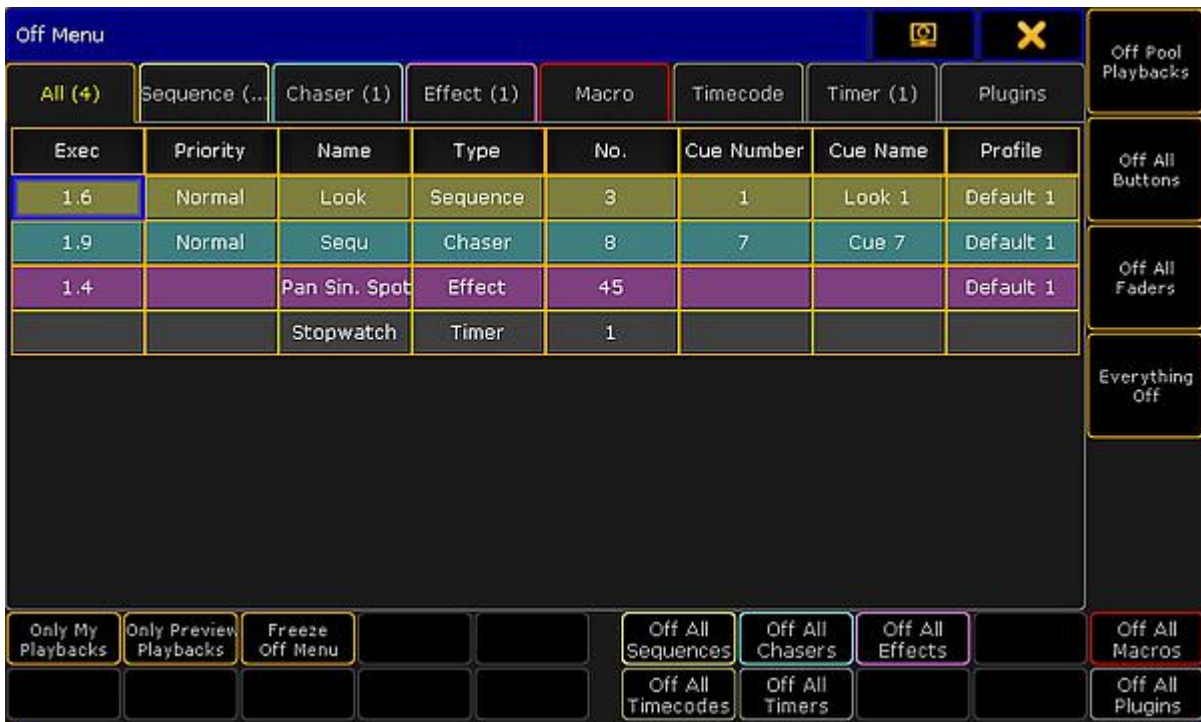 Off Menu
All (4) Sequence (... Chaser (1) Effect (1) Macro Timecode Timer (1) Plugins
Exec Priority Name Type No. Cue Number Cue Name Profile
1.6 Normal Look Sequence 3 1 Look 1 Default 1
1.9 Normal Sequ Chaser 8 7 Cue 7 Default 1
1.4 Pan Sin. Spot Effect 45 Default 1
Stopwatch Timer 1
Off Pool
Playbacks
Off All
Buttons
Off All
Faders
Everything
Off
Only My
Playbacks
Only Preview
Playbacks
Freeze
Off Menu
Off All
Sequences
Off All
Chasers
Off All
Effects
Off All
Macros
Off All
Timecodes
Off All
Timers
Off All
Plugins